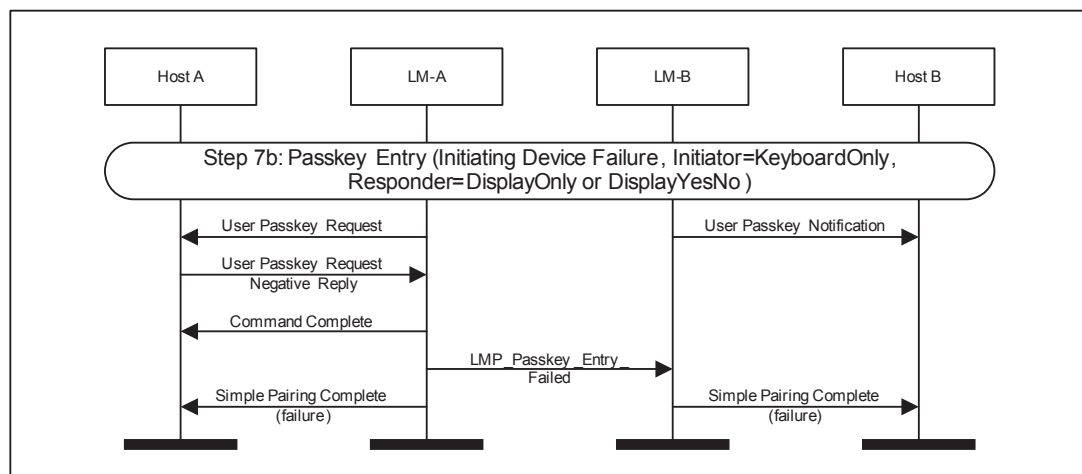 Host A
LM-A
LM-B
Host B
Step 7b: Passkey Entry (Initiating Device Failure, Initiator=KeyboardOnly,
Responder=DisplayOnly or DisplayYesNo)
User Passkey Request
User Passkey Notification
User Passkey Request
Negative Reply
Command Complete
LMP_Passkey_Entry_
Failed
Simple Pairing Complete
(failure)
Simple Pairing Complete
(failure)